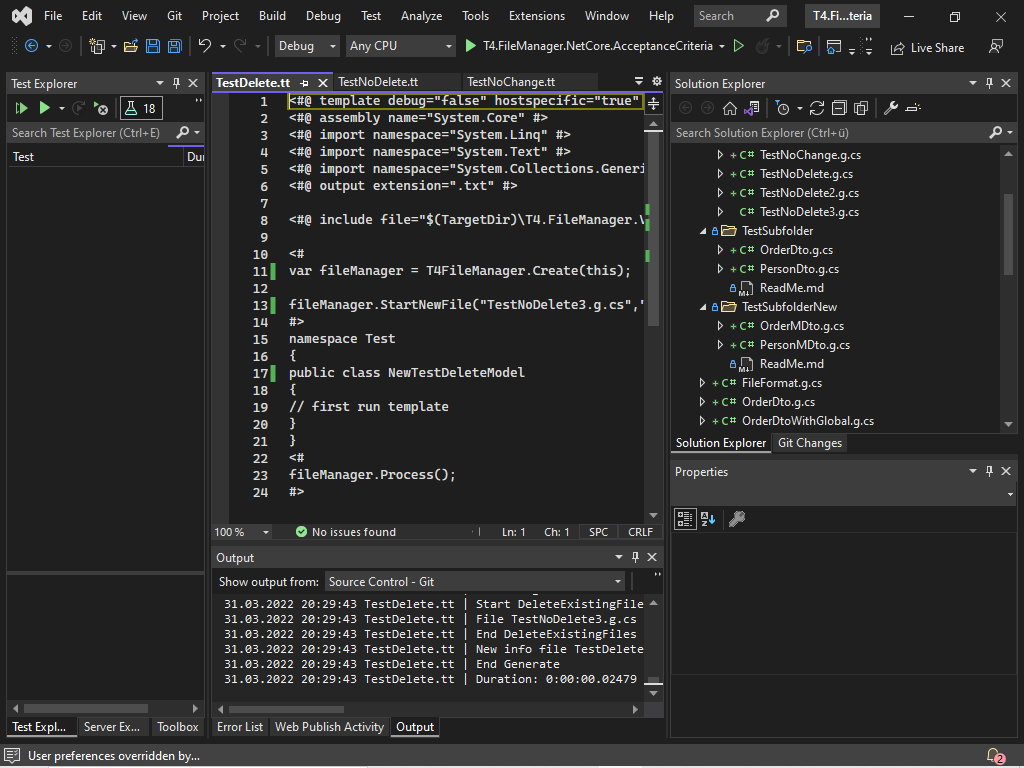 File Edit View Git Project Build Debug Test Analyze Tools Extensions Window Help Search T4.Fi...teria
Debug Any CPU T4.FileManager.NetCore.AcceptanceCriteria Live Share
Test Explorer
18
Search Test Explorer (Ctrl+E)
Test Dur
TestDelete.tt TestNoDelete.tt TestNoChange.tt
1 <#@ template debug="false" hostspecific="true"
2 <#@ assembly name="System.Core" #>
3 <#@ import namespace="System.Linq" #>
4 <#@ import namespace="System.Text" #>
5 <#@ import namespace="System.Collections.Generi
6 <#@ output extension=".txt" #>
7
8 <#@ include file="$(TargetDir)\T4.FileManager.V
9
10 <#
11 var fileManager = T4FileManager.Create(this);
12
13 fileManager.StartNewFile("TestNoDelete3.g.cs","
14 #>
15 namespace Test
16 {
17 public class NewTestDeleteModel
18 {
19 // first run template
20 }
21 }
22 <#
23 fileManager.Process();
24 #>
100 % No issues found Ln: 1 Ch: 1 SPC CRLF
Output
Show output from: Source Control - Git
31.03.2022 20:29:43 TestDelete.tt | Start DeleteExistingFile
31.03.2022 20:29:43 TestDelete.tt | File TestNoDelete3.g.cs
31.03.2022 20:29:43 TestDelete.tt | End DeleteExistingFiles
31.03.2022 20:29:43 TestDelete.tt | New info file TestDelete
31.03.2022 20:29:43 TestDelete.tt | End Generate
31.03.2022 20:29:43 TestDelete.tt | Duration: 0:00:00.02479
Solution Explorer
Search Solution Explorer (Ctrl+ü)
+ C# TestNoChange.g.cs
+ C# TestNoDelete.g.cs
+ C# TestNoDelete2.g.cs
C# TestNoDelete3.g.cs
TestSubfolder
+ C# OrderDto.g.cs
+ C# PersonDto.g.cs
M↓ ReadMe.md
TestSubfolderNew
+ C# OrderMDto.g.cs
+ C# PersonMDto.g.cs
M↓ ReadMe.md
+ C# FileFormat.g.cs
+ C# OrderDto.g.cs
+ C# OrderDtoWithGlobal.g.cs
Solution Explorer Git Changes
Properties
Test Expl... Server Ex... Toolbox Error List Web Publish Activity Output
User preferences overridden by... 2